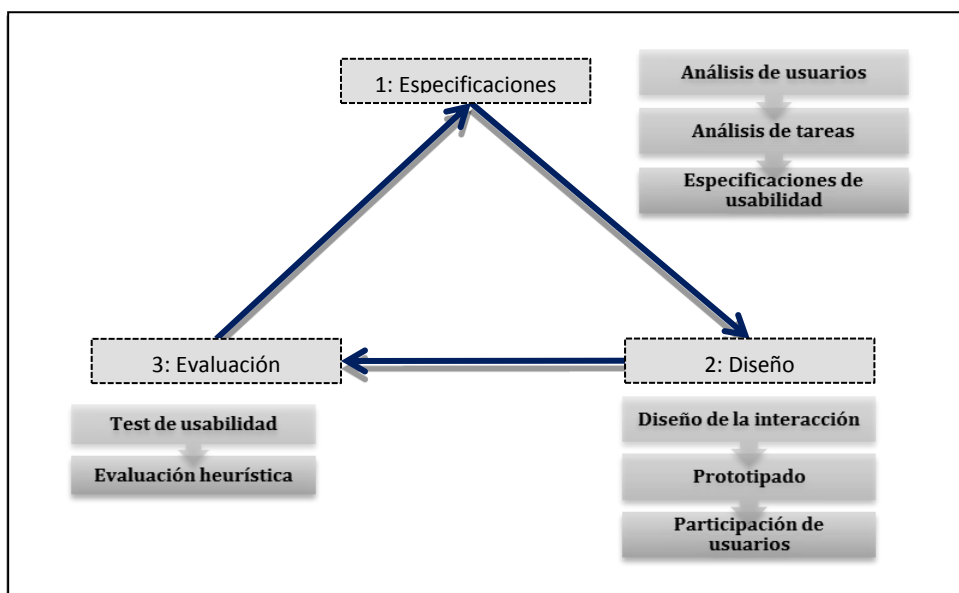 1: Especificaciones
Análisis de usuarios
Análisis de tareas
Especificaciones de
usabilidad
3: Evaluación
Test de usabilidad
Evaluación heurística
2: Diseño
Diseño de la interacción
Prototipado
Participación de
usuarios